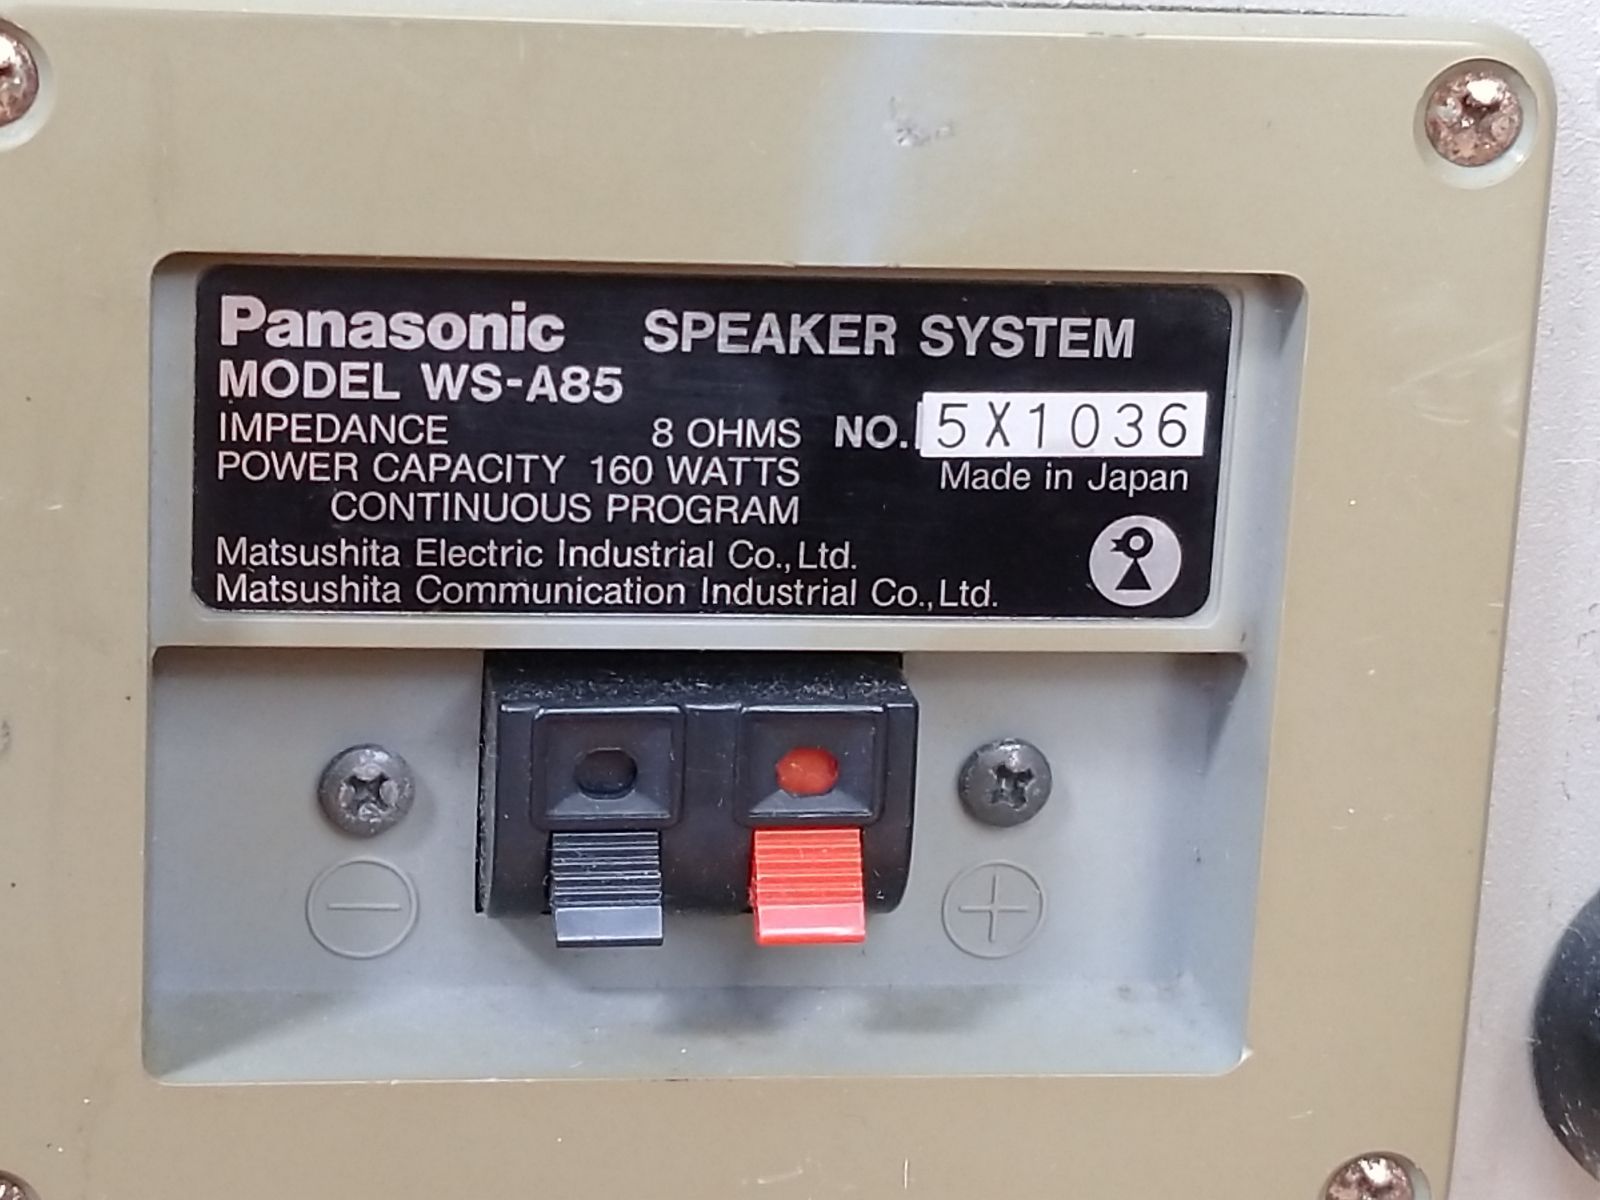 Panasonic SPEAKER SYSTEM
MODEL WS-A85
IMPEDANCE 8 OHMS NO. 5X1036
POWER CAPACITY 160 WATTS Made in Japan
CONTINUOUS PROGRAM
Matsushita Electric Industrial Co., Ltd.
Matsushita Communication Industrial Co., Ltd.
− +